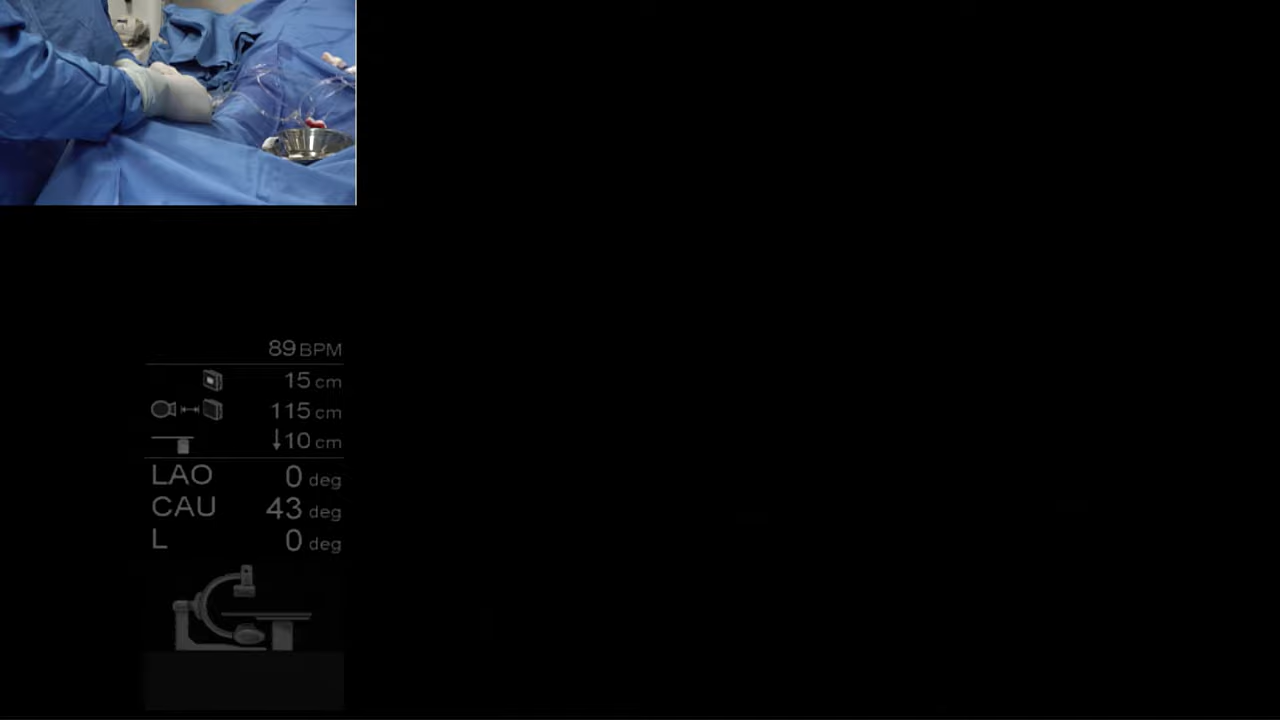 89 BPM
15 cm
115 cm
↓10 cm
LAO 0 deg
CAU 43 deg
L 0 deg